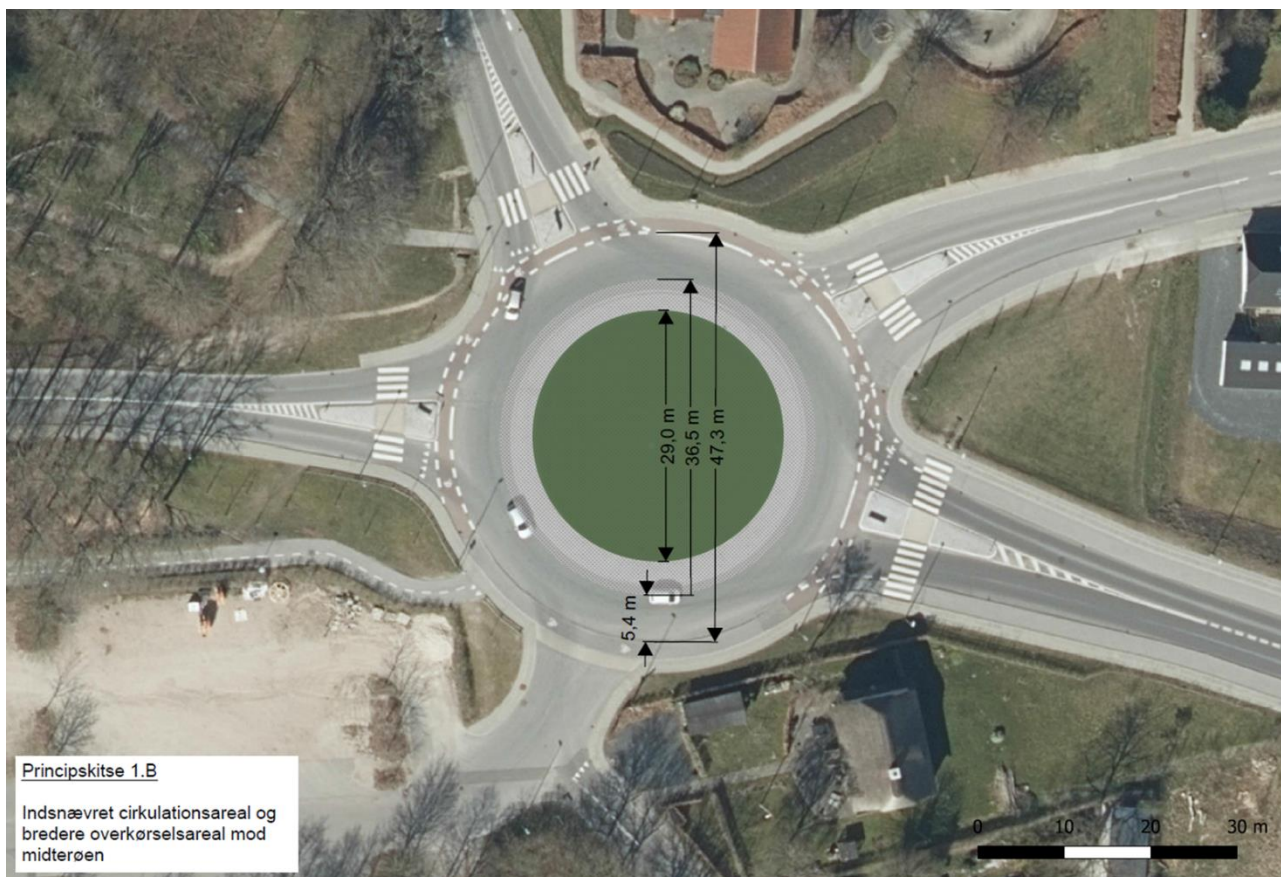 29,0 m
36,5 m
47,3 m
5,4 m
Principskitse 1.B
Indsnævret cirkulationsareal og
bredere overkørselsareal mod
midterøen
0 10 20 30 m